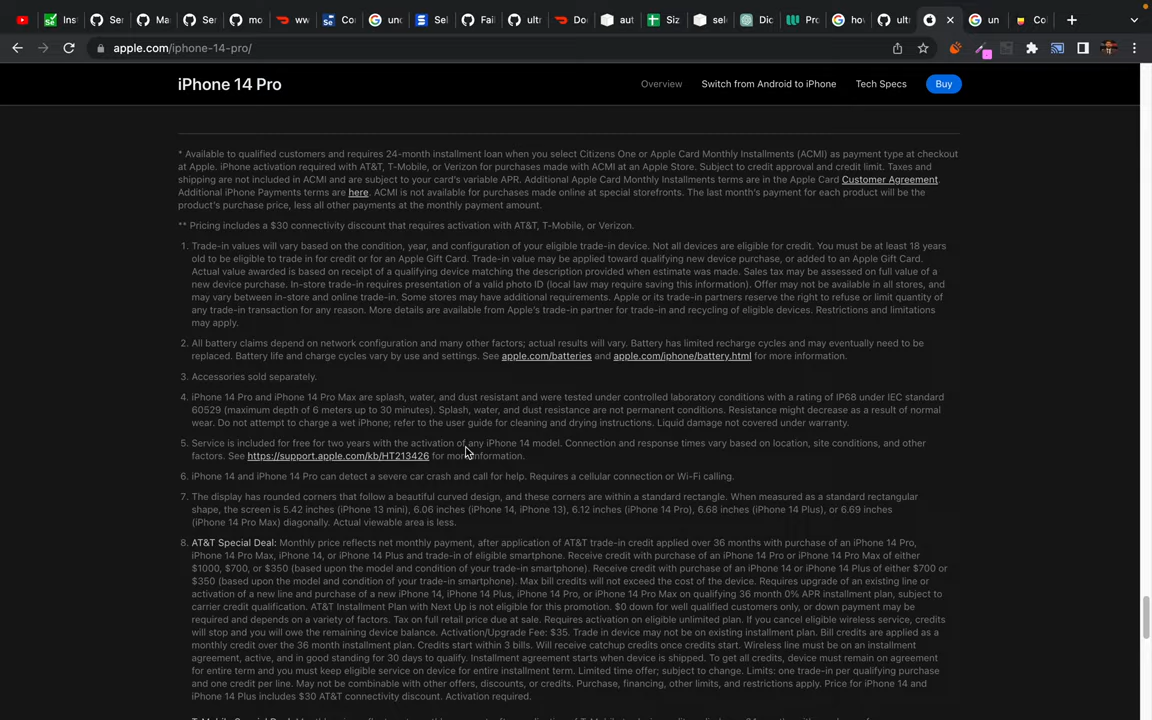 Ins
Ser
Ma
Ser
mo
ww
Co
un
Sel
Fail
ultr
Do
aut
Siz
sel
Dic
Pro
ho
ult
un
Co
apple.com/iphone-14-pro/
iPhone 14 Pro
Overview
Switch from Android to iPhone
Tech Specs
Buy
* Available to qualified customers and requires 24-month installment loan when you select Citizens One or Apple Card Monthly Installments (ACMI) as payment type at checkout
at Apple. iPhone activation required with AT&T, T-Mobile, or Verizon for purchases made with ACMI at an Apple Store. Subject to credit approval and credit limit. Taxes and
shipping are not included in ACMI and are subject to your card's variable APR. Additional Apple Card Monthly Installments terms are in the Apple Card Customer Agreement.
Additional iPhone Payments terms are here. ACMI is not available for purchases made online at special storefronts. The last month's payment for each product will be the
product's purchase price, less all other payments at the monthly payment amount.
** Pricing includes a $30 connectivity discount that requires activation with AT&T, T-Mobile, or Verizon.
1. Trade-in values will vary based on the condition, year, and configuration of your eligible trade-in device. Not all devices are eligible for credit. You must be at least 18 years
old to be eligible to trade in for credit or for an Apple Gift Card. Trade-in value may be applied toward qualifying new device purchase, or added to an Apple Gift Card.
Actual value awarded is based on receipt of a qualifying device matching the description provided when estimate was made. Sales tax may be assessed on full value of a
new device purchase. In-store trade-in requires presentation of a valid photo ID (local law may require saving this information). Offer may not be available in all stores, and
may vary between in-store and online trade-in. Some stores may have additional requirements. Apple or its trade-in partners reserve the right to refuse or limit quantity
of any trade-in transaction for any reason. More details are available from Apple's trade-in partner for trade-in and recycling of eligible devices. Restrictions and limitations
may apply.
2. All battery claims depend on network configuration and many other factors; actual results will vary. Battery has limited recharge cycles and may eventually need to be
replaced. Battery life and charge cycles vary by use and settings. See apple.com/batteries and apple.com/iphone/battery.html for more information.
3. Accessories sold separately.
4. iPhone 14 Pro and iPhone 14 Pro Max are splash, water, and dust resistant and were tested under controlled laboratory conditions with a rating of IP68 under IEC standard
60529 (maximum depth of 6 meters up to 30 minutes). Splash, water, and dust resistance are not permanent conditions. Resistance might decrease as a result of normal
wear. Do not attempt to charge a wet iPhone; refer to the user guide for cleaning and drying instructions. Liquid damage not covered under warranty.
5. Service is included for free for two years with the activation of any iPhone 14 model. Connection and response times vary based on location, site conditions, and other
factors. See https://support.apple.com/kb/HT213426 for more information.
6. iPhone 14 and iPhone 14 Pro can detect a severe car crash and call for help. Requires a cellular connection or Wi-Fi calling.
7. The display has rounded corners that follow a beautiful curved design, and these corners are within a standard rectangle. When measured as a standard rectangular
shape, the screen is 5.42 inches (iPhone 13 mini), 6.06 inches (iPhone 14, iPhone 13), 6.12 inches (iPhone 14 Pro), 6.68 inches (iPhone 14 Plus), or 6.69 inches
(iPhone 14 Pro Max) diagonally. Actual viewable area is less.
8. AT&T Special Deal: Monthly price reflects net monthly payment, after application of AT&T trade-in credit applied over 36 months with purchase of an iPhone 14 Pro,
iPhone 14 Pro Max, iPhone 14, or iPhone 14 Plus and trade-in of eligible smartphone. Receive credit with purchase of an iPhone 14 Pro or iPhone 14 Pro Max of either
$1000, $700, or $350 (based upon the model and condition of your trade-in smartphone). Receive credit with purchase of an iPhone 14 or iPhone 14 Plus of either $700 or
$350 (based upon the model and condition of your trade-in smartphone). Max bill credits will not exceed the cost of the device. Requires upgrade of an existing line or
activation of a new line and purchase of a new iPhone 14, iPhone 14 Plus, iPhone 14 Pro, or iPhone 14 Pro Max on qualifying 36 month 0% APR installment plan, subject to
carrier credit qualification. AT&T Installment Plan with Next Up is not eligible for this promotion. $0 down for well qualified customers only, or down payment may be
required and depends on a variety of factors. Tax on full retail price due at sale. Requires activation on eligible unlimited plan. If you cancel eligible wireless service, credits
will stop and you will owe the remaining device balance. Activation/Upgrade Fee: $35. Trade in device may not be on existing installment plan. Bill credits are applied as a
monthly credit over the 36 month installment plan. Credits start within 3 bills. Will receive catchup credits once credits start. Wireless line must be on an installment
agreement, active, and in good standing for 30 days to qualify. Installment agreement starts when device is shipped. To get all credits, device must remain on agreement
for entire term and you must keep eligible service on device for entire installment term. Limited time offer; subject to change. Limits: one trade-in per qualifying purchase
and one credit per line. May not be combined with other offers, discounts, or credits. Purchase, financing, other limits, and restrictions apply. Price for iPhone 14 and
iPhone 14 Plus includes $30 AT&T connectivity discount. Activation required.